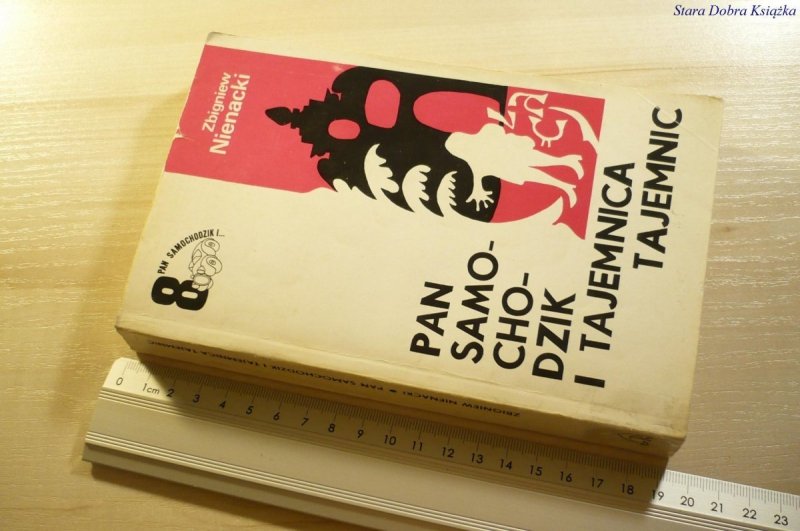 Stara Dobra Książka
Zbigniew
Nienacki
PAN SAMOCHODZIK I...
8
PAN
SAMO-
CHO-
DZIK
I TAJEMNICA
TAJEMNIC
ZBIGNIEW NIENACKI ★ PAN SAMOCHODZIK I TAJEMNICA TAJEMNIC
0 1cm 2 3 4 5 6 7 8 9 10 11 12 13 14 15 16 17 18 19 20 21 22 23